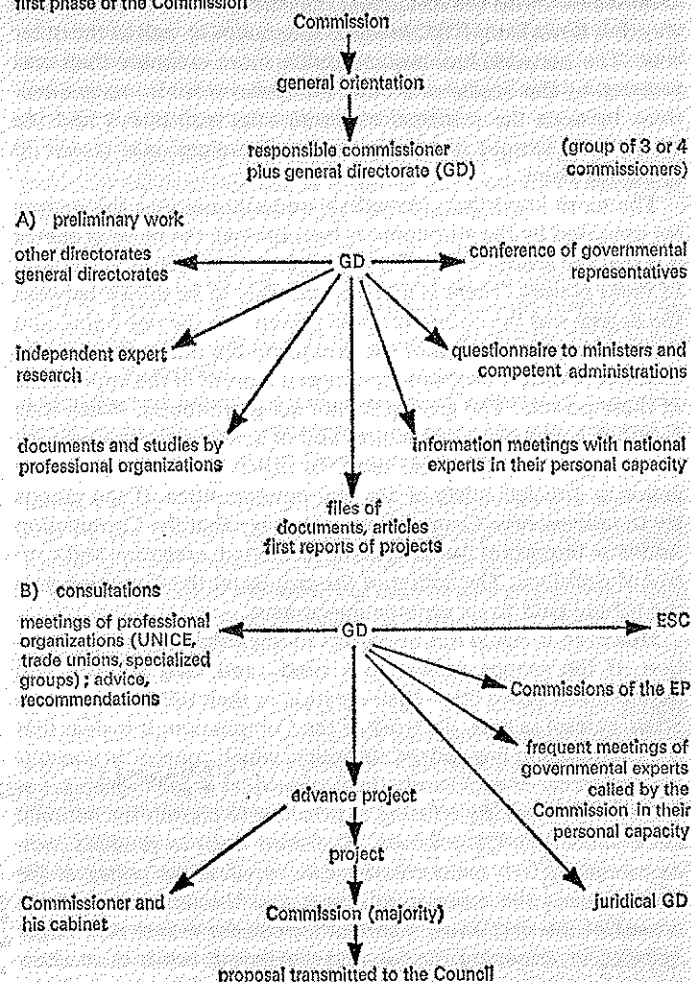 first phase of the Commission
Commission
general orientation
responsible commissioner
plus general directorate (GD)
(group of 3 or 4
commissioners)
A) preliminary work
other directorates
general directorates
GD
conference of governmental
representatives
independent expert
research
questionnaire to ministers and
competent administrations
documents and studies by
professional organizations
information meetings with national
experts in their personal capacity
files of
documents, articles
first reports of projects
B) consultations
meetings of professional
organizations (UNICE,
trade unions, specialized
groups); advice,
recommendations
GD
ESC
Commissions of the EP
frequent meetings of
governmental experts
called by the
Commission in their
personal capacity
advance project
project
Commissioner and
his cabinet
Commission (majority)
juridical GD
proposal transmitted to the Council